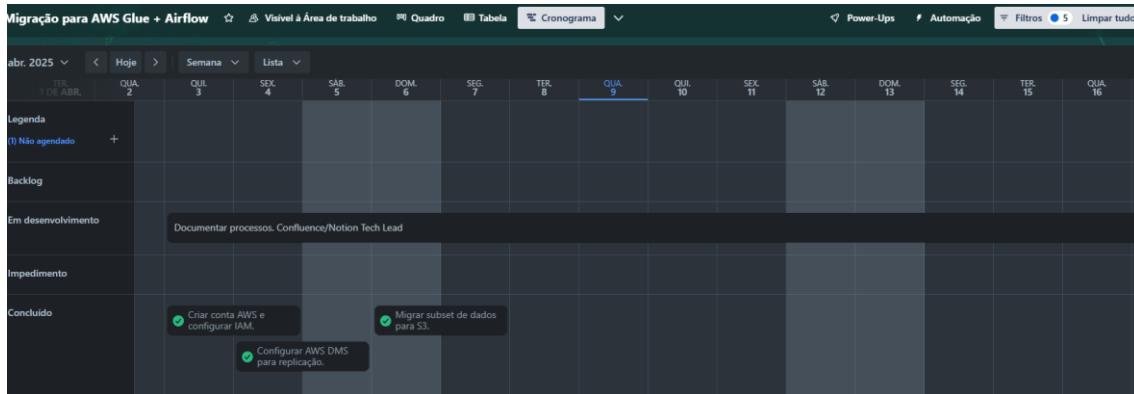 Migração para AWS Glue + Airflow
Visível à Área de trabalho
Quadro
Tabela
Cronograma
Power-Ups
Automação
Filtros
5
Limpar tudo
abr. 2025
Hoje
Semana
Lista
TER. 1 DE ABR.
QUA. 2
QUI. 3
SEX. 4
SÁB. 5
DOM. 6
SEG. 7
TER. 8
QUA. 9
QUI. 10
SEX. 11
SÁB. 12
DOM. 13
SEG. 14
TER. 15
QUA. 16
Legenda
(1) Não agendado
+
Backlog
Em desenvolvimento
Documentar processos. Confluence/Notion Tech Lead
Impedimento
Concluído
Criar conta AWS e
configurar IAM.
Migrar subset de dados
para S3.
Configurar AWS DMS
para replicação.